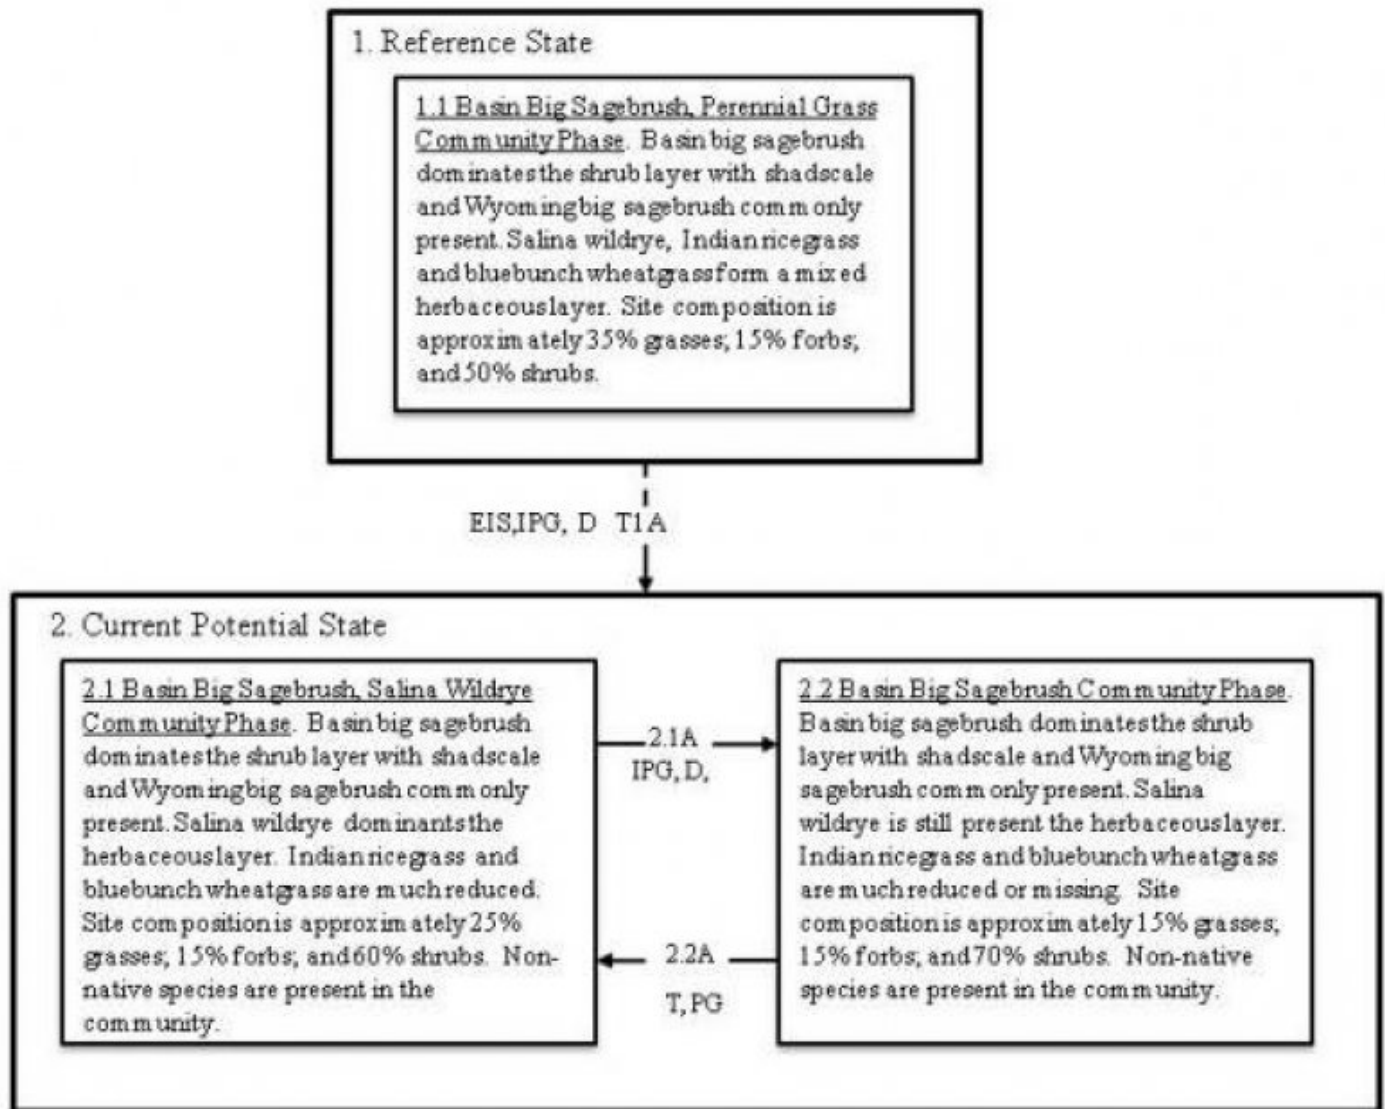 1. Reference State
1.1 Basin Big Sagebrush, Perennial Grass
Community Phase. Basin big sagebrush
dominates the shrub layer with shadscale
and Wyoming big sagebrush commonly
present. Salina wildrye, Indian ricegrass
and bluebunch wheatgrass form a mixed
herbaceous layer. Site composition is
approximately 35% grasses; 15% forbs;
and 50% shrubs.
EIS,IPG, D T1A
2. Current Potential State
2.1 Basin Big Sagebrush, Salina Wildrye
Community Phase. Basin big sagebrush
dominates the shrub layer with shadscale
and Wyoming big sagebrush commonly
present. Salina wildrye dominants the
herbaceous layer. Indian ricegrass and
bluebunch wheatgrass are much reduced.
Site composition is approximately 25%
grasses; 15% forbs; and 60% shrubs. Non-
native species are present in the
community.
2.1A
IPG, D,
2.2A
T, PG
2.2 Basin Big Sagebrush Community Phase.
Basin big sagebrush dominates the shrub
layer with shadscale and Wyoming big
sagebrush commonly present. Salina
wildrye is still present the herbaceous layer.
Indian ricegrass and bluebunch wheatgrass
are much reduced or missing. Site
composition is approximately 15% grasses;
15% forbs; and 70% shrubs. Non-native
species are present in the community.